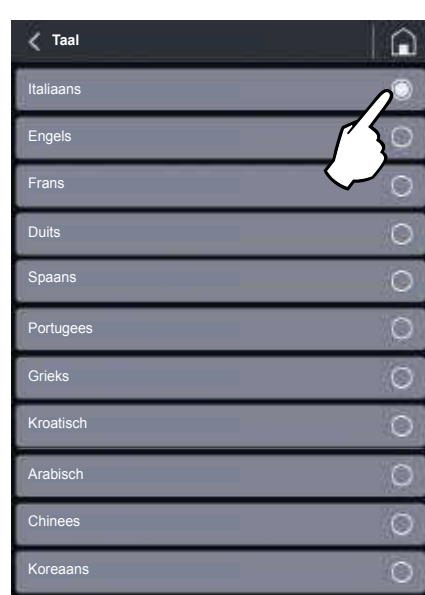 Taal
Italiaans
Engels
Frans
Duits
Spaans
Portugees
Grieks
Kroatisch
Arabisch
Chinees
Koreaans